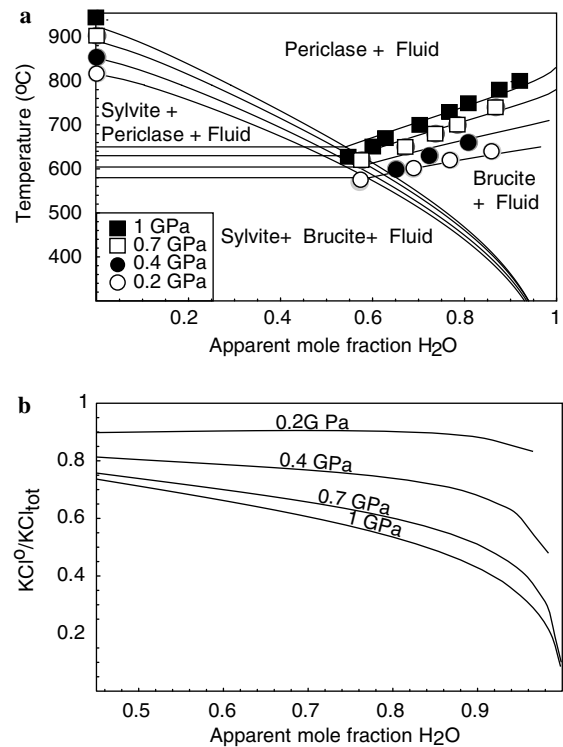 a
900
800
700
600
500
400
Temperature (ºC)
Periclase + Fluid
Sylvite +
Periclase + Fluid
Brucite
+ Fluid
Sylvite+ Brucite+ Fluid
1 GPa
0.7 GPa
0.4 GPa
0.2 GPa
0.2 0.4 0.6 0.8 1
Apparent mole fraction H2O
b
1
0.8
0.6
0.4
0.2
KClº/KCltot
0.2G Pa
0.4 GPa
0.7 GPa
1 GPa
0.5 0.6 0.7 0.8 0.9
Apparent mole fraction H2O